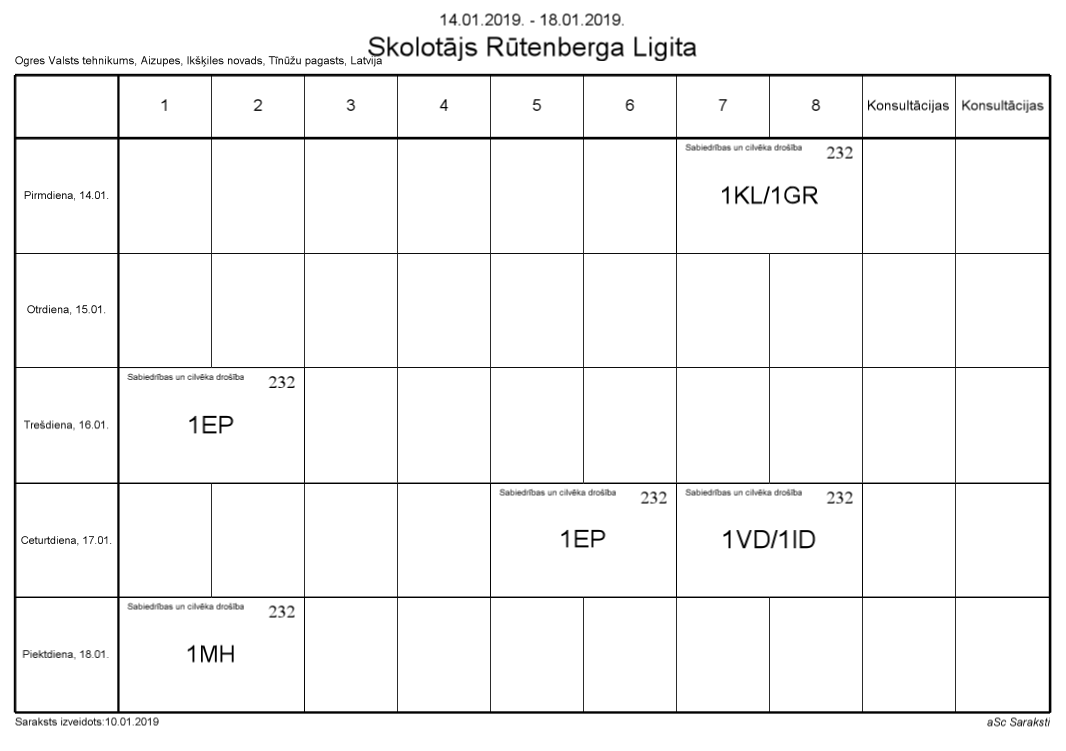 14.01.2019. - 18.01.2019.
Skolotājs Rūtenberga Ligita
Ogres Valsts tehnikums, Aizupes, Ikšķiles novads, Tīnūžu pagasts, Latvija
1 2 3 4 5 6 7 8 Konsultācijas Konsultācijas
Sabiedrības un cilvēka drošība 232
Pirmdiena, 14.01. 1KL/1GR
Otrdiena, 15.01.
Sabiedrības un cilvēka drošība 232
Trešdiena, 16.01. 1EP
Sabiedrības un cilvēka drošība 232 Sabiedrības un cilvēka drošība 232
Ceturtdiena, 17.01. 1EP 1VD/1ID
Sabiedrības un cilvēka drošība 232
Piektdiena, 18.01. 1MH
Saraksts izveidots:10.01.2019 aSc Saraksti